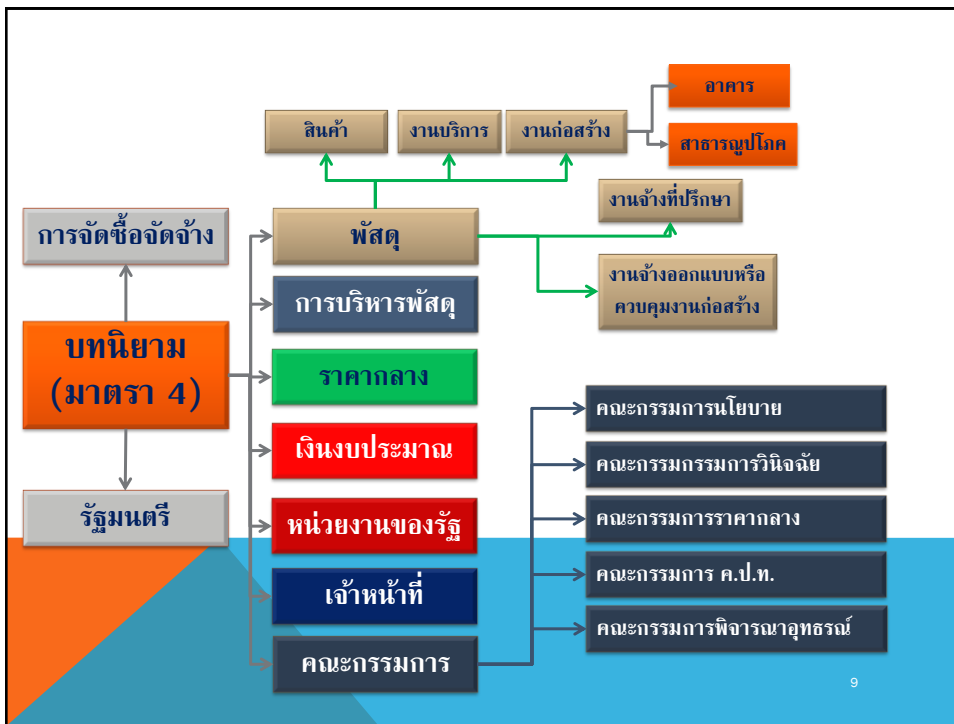 อาคาร
สินค้า
งานบริการ
งานก่อสร้าง
สาธารณูปโภค
งานจ้างที่ปรึกษา
การจัดซื้อจัดจ้าง
พัสดุ
งานจ้างออกแบบหรือ
ควบคุมงานก่อสร้าง
การบริหารพัสดุ
บทนิยาม
(มาตรา 4)
ราคากลาง
คณะกรรมการนโยบาย
เงินงบประมาณ
คณะกรรมกรรมการวินิจฉัย
รัฐมนตรี
หน่วยงานของรัฐ
คณะกรรมการราคากลาง
เจ้าหน้าที่
คณะกรรมการ ค.ป.ท.
คณะกรรมการพิจารณาอุทธรณ์
คณะกรรมการ
9